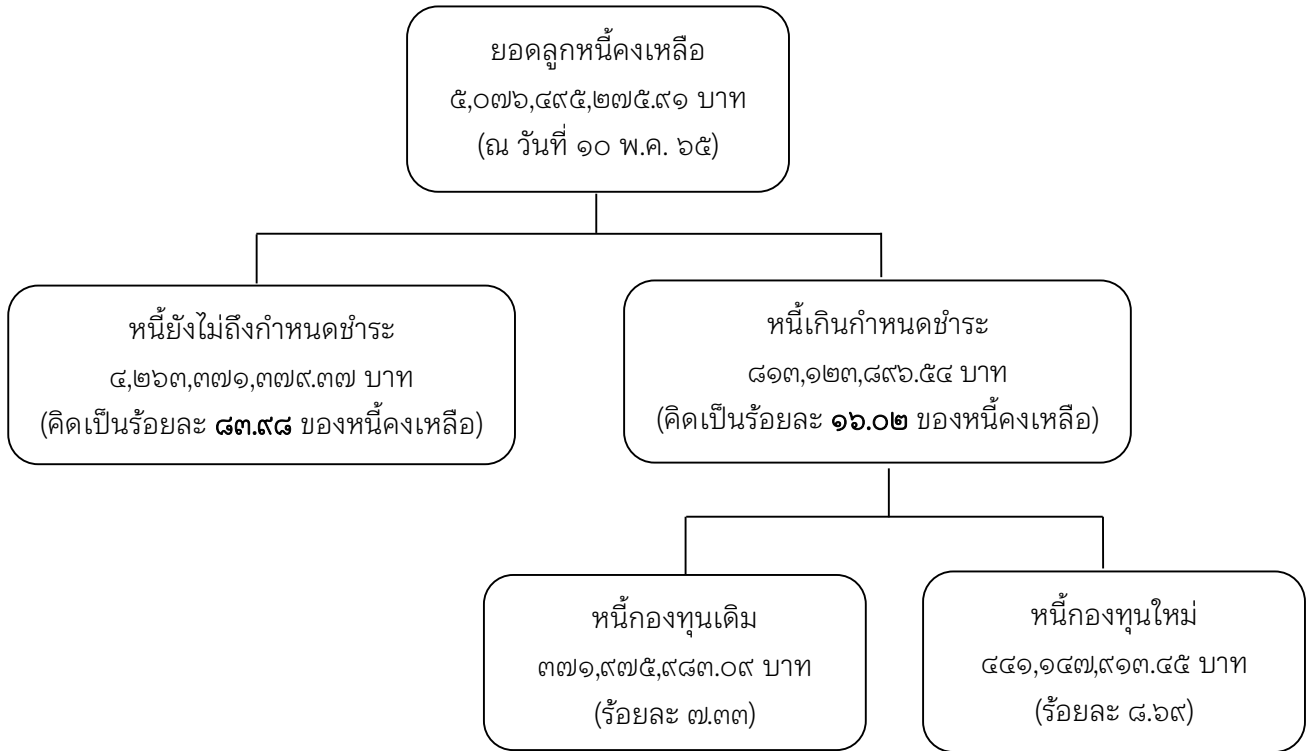 ยอดลูกหนี้คงเหลือ
๕,๐๗๖,๔๙๕,๒๗๕.๙๑ บาท
(ณ วันที่ ๑๐ พ.ค. ๖๕)
หนี้ยังไม่ถึงกำหนดชำระ
๔,๒๖๓,๓๗๑,๓๗๙.๓๗ บาท
(คิดเป็นร้อยละ ๘๓.๙๘ ของหนี้คงเหลือ)
หนี้เกินกำหนดชำระ
๘๑๓,๑๒๓,๘๙๖.๕๔ บาท
(คิดเป็นร้อยละ ๑๖.๐๒ ของหนี้คงเหลือ)
หนี้กองทุนเดิม
๓๗๑,๙๗๕,๙๘๓.๐๙ บาท
(ร้อยละ ๗.๓๓)
หนี้กองทุนใหม่
๔๔๑,๑๔๗,๙๑๓.๔๕ บาท
(ร้อยละ ๘.๖๙)